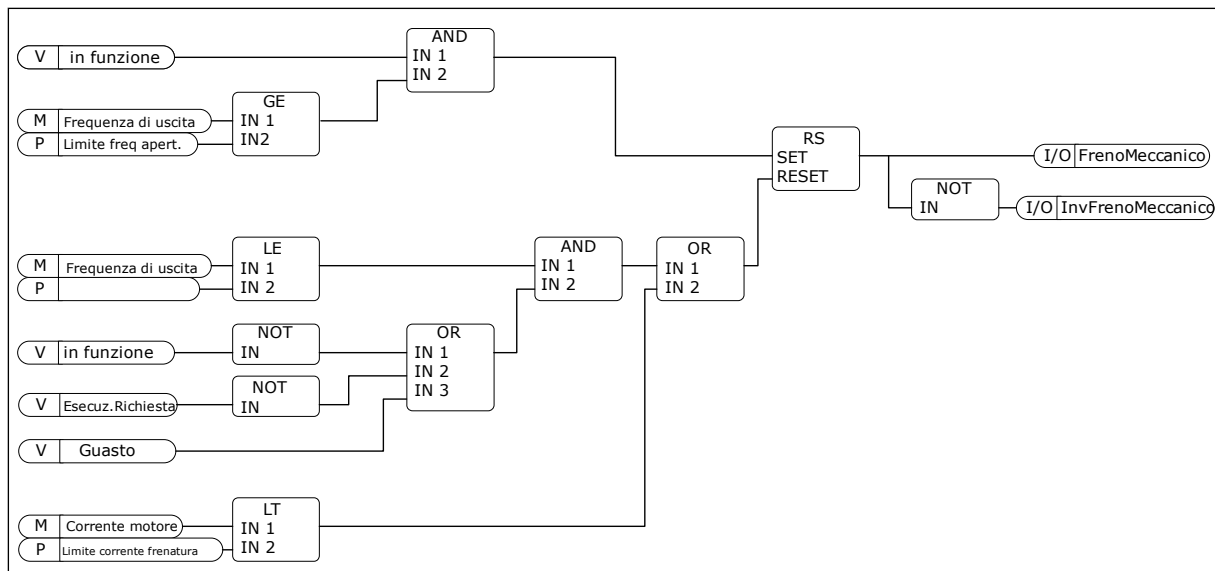 AND
V in funzione
IN 1
IN 2
GE
M Frequenza di uscita
IN 1
P Limite freq apert.
IN2
RS
SET
RESET
I/O FrenoMeccanico
NOT
IN
I/O InvFrenoMeccanico
LE
M Frequenza di uscita
IN 1
P
IN 2
AND
IN 1
IN 2
OR
IN 1
IN 2
NOT
V in funzione
IN
OR
IN 1
IN 2
IN 3
NOT
V Esecuz.Richiesta
IN
V Guasto
LT
M Corrente motore
IN 1
P Limite corrente frenatura
IN 2